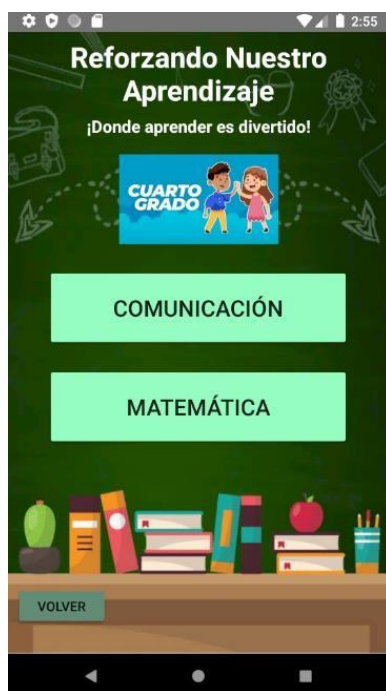 2:55
Reforzando Nuestro
Aprendizaje
¡Donde aprender es divertido!
CUARTO
GRADO
COMUNICACIÓN
MATEMÁTICA
VOLVER